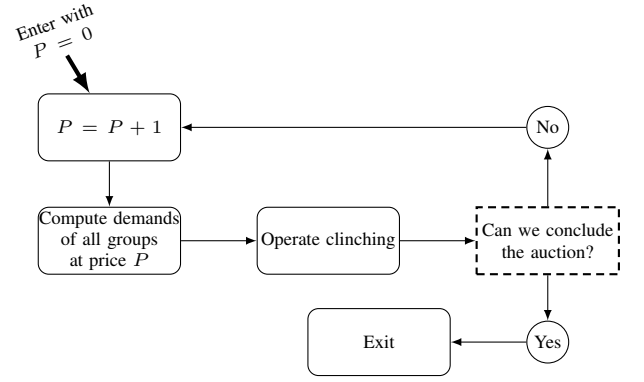 Enter with
P = 0
P = P + 1
No
Compute demands
of all groups
at price P
Operate clinching
Can we conclude
the auction?
Exit
Yes